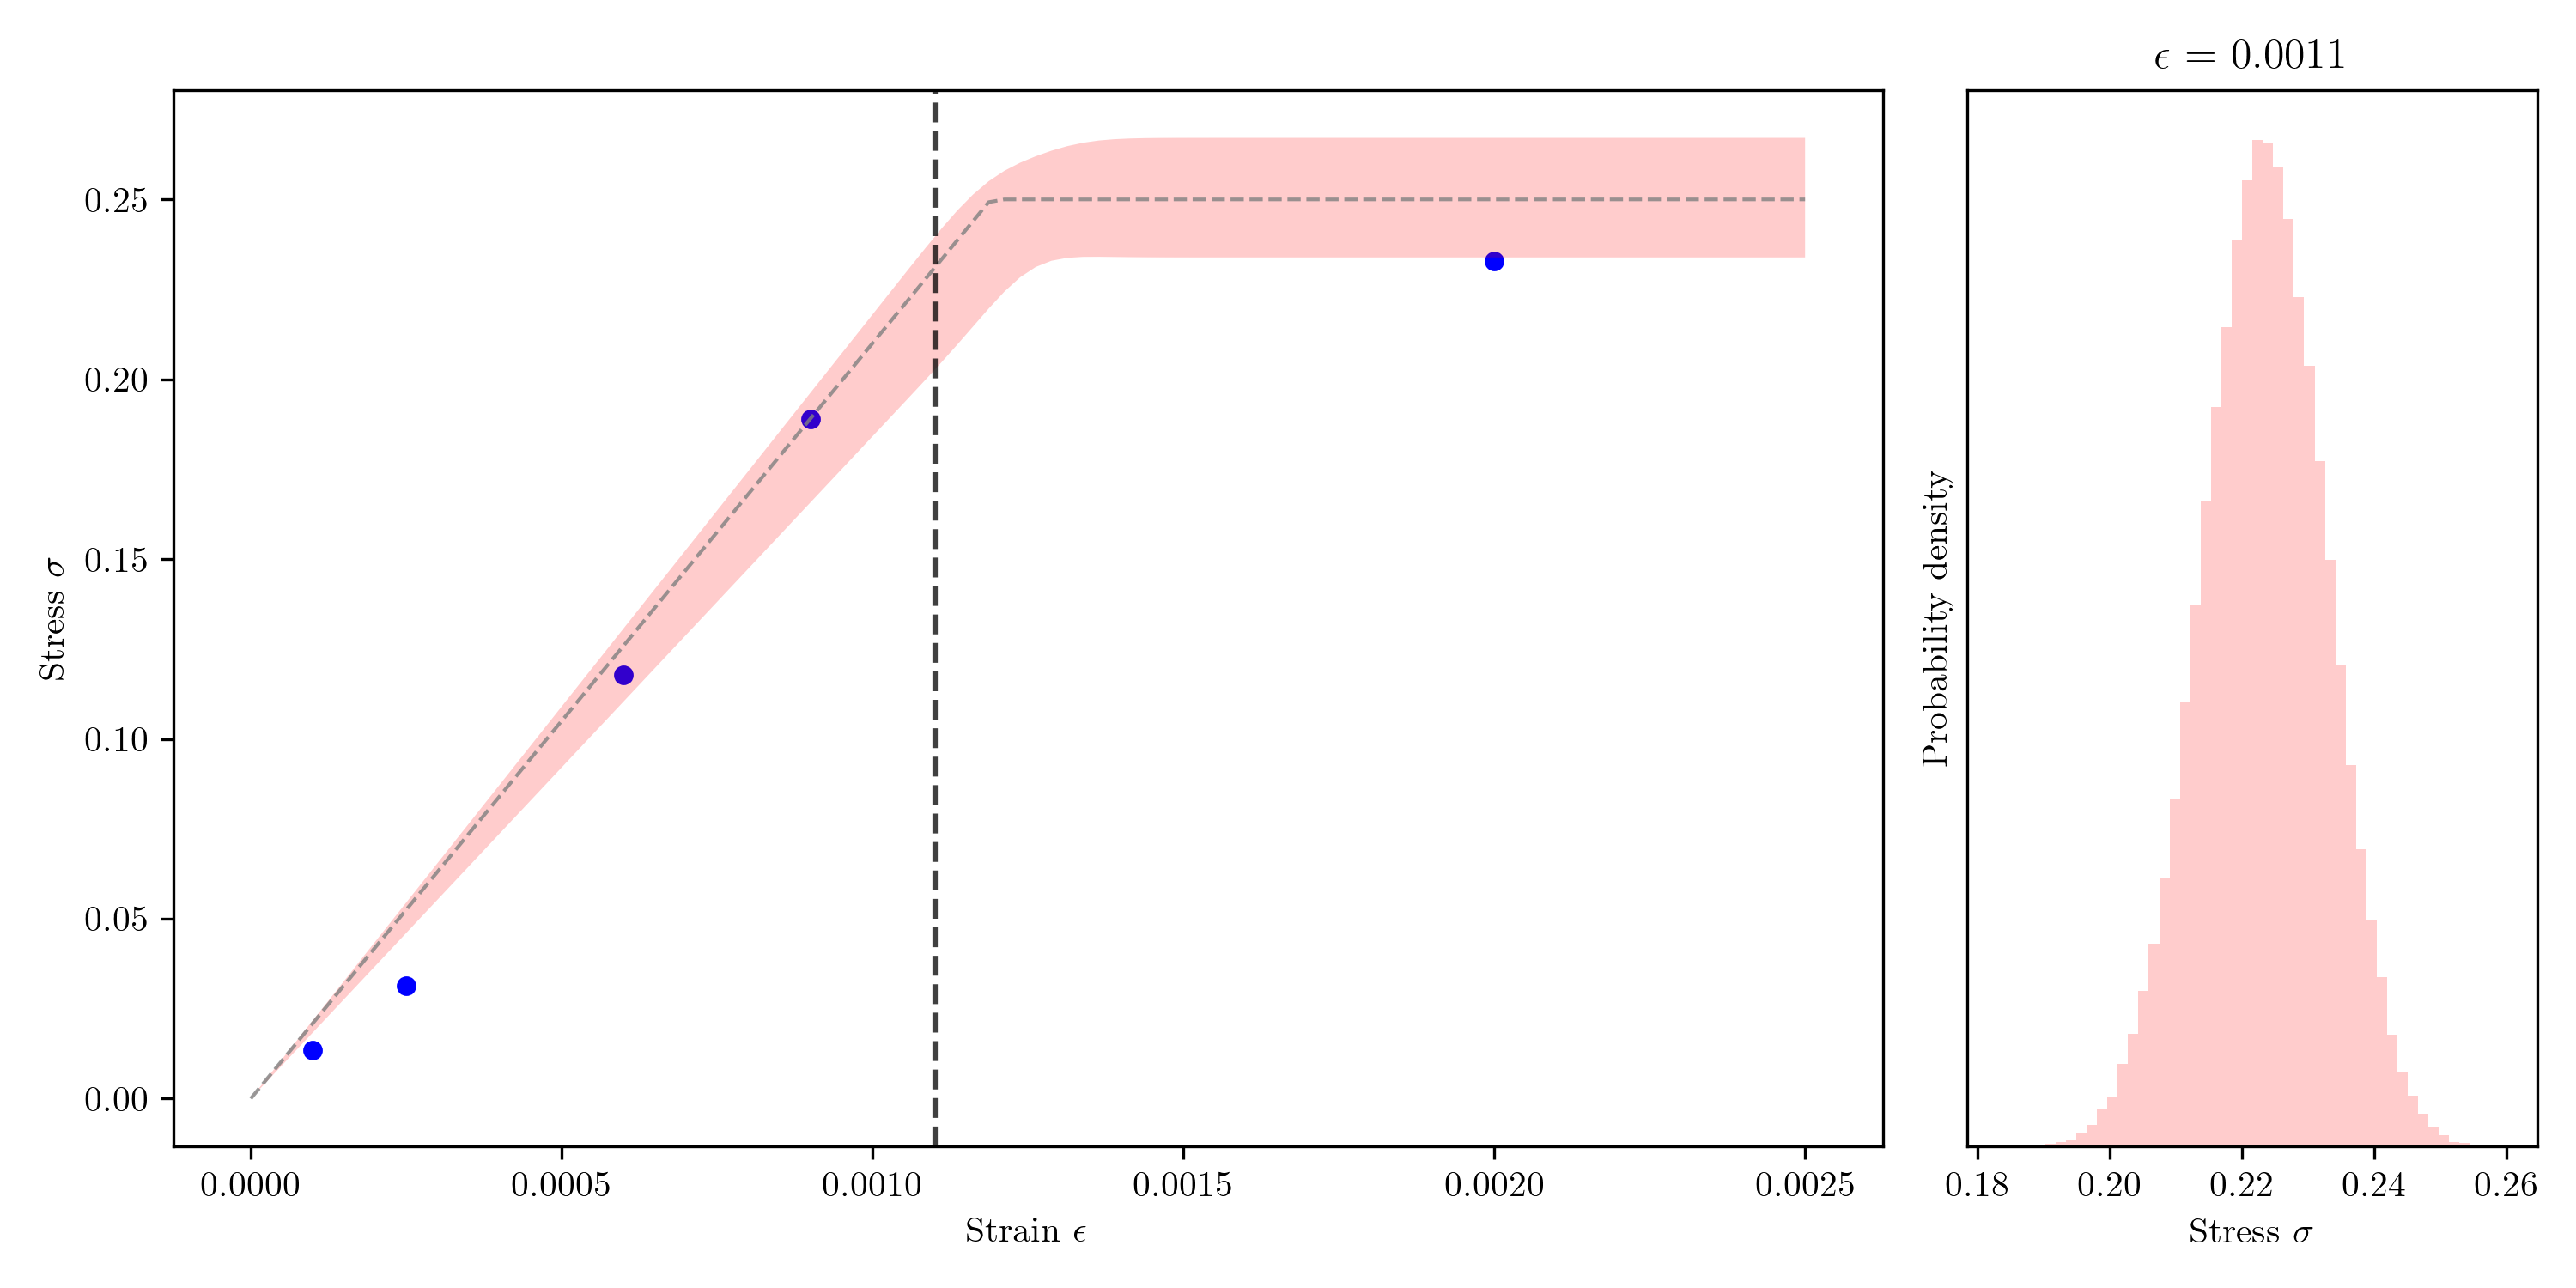 ϵ = 0.0011
0.25
0.20
0.15
0.10
0.05
0.00
Stress σ
0.0000 0.0005 0.0010 0.0015 0.0020 0.0025
Strain ϵ
Probability density
0.18 0.20 0.22 0.24 0.26
Stress σ